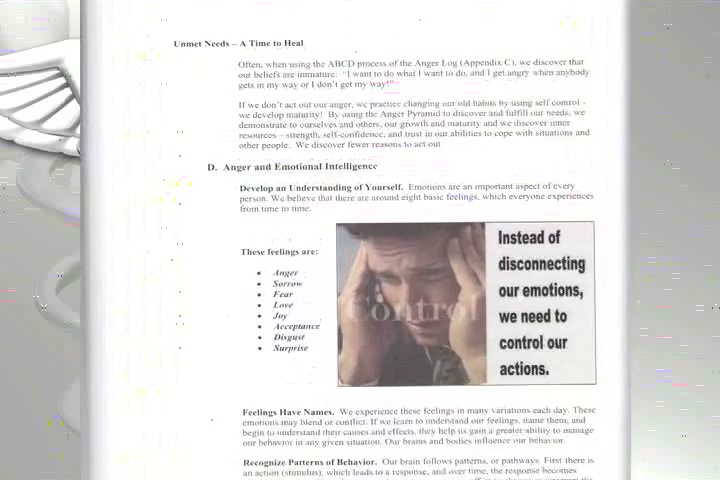 Unmet Needs – A Time to Heal
Often, when using the ABCD process of the Anger Log (Appendix C), we discover that
our beliefs are immature: "I want to do what I want to do, and I get angry when anybody
gets in my way or I don't get my way!"
If we don't act out our anger, we practice changing our old habits by using self control -
we develop maturity! By using the Anger Pyramid to discover and fulfill our needs, we
demonstrate to ourselves and others, our growth and maturity and we discover inner
resources – strength, self-confidence, and trust in our abilities to cope with situations and
other people. We discover fewer reasons to act out
D. Anger and Emotional Intelligence
Develop an Understanding of Yourself. Emotions are an important aspect of every
person. We believe that there are around eight basic feelings, which everyone experiences
from time to time.
These feelings are:
• Anger
• Sorrow
• Fear
• Love
• Joy
• Acceptance
• Disgust
• Surprise
Control
Instead of
disconnecting
our emotions,
we need to
control our
actions.
Feelings Have Names. We experience these feelings in many variations each day. These
emotions may blend or conflict. If we learn to understand our feelings, name them, and
begin to understand their causes and effects, they help us gain a greater ability to manage
our behavior in any given situation. Our brains and bodies influence our behavior.
Recognize Patterns of Behavior. Our brain follows patterns, or pathways. First there is
an action (stimulus), which leads to a response, and over time, the response becomes